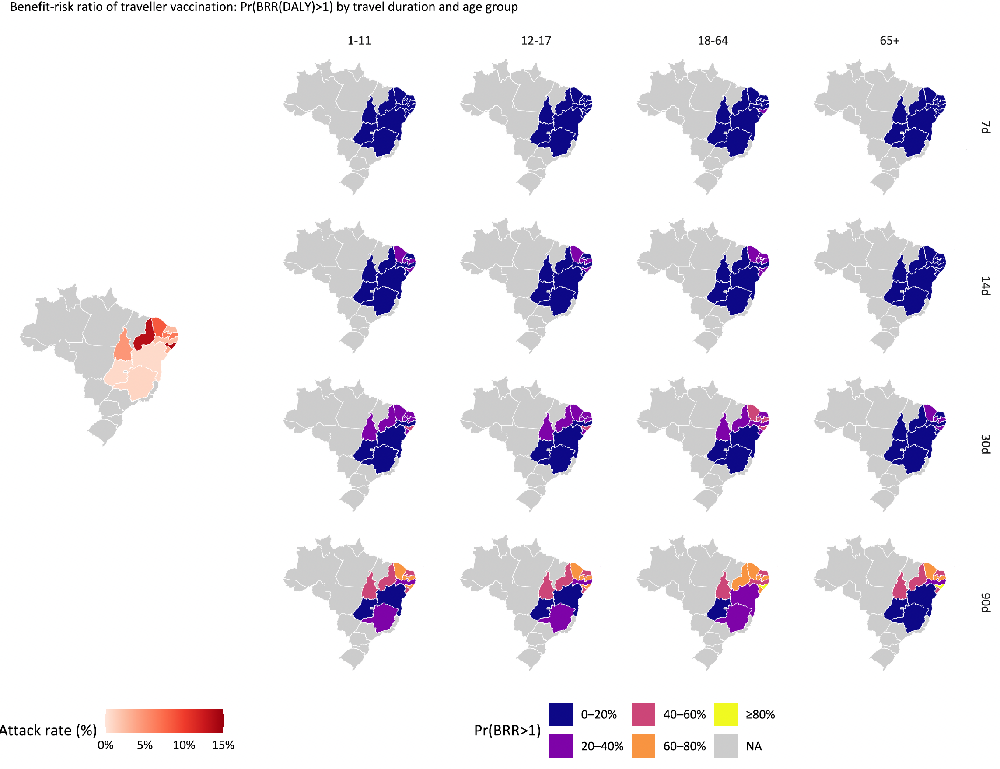 Benefit-risk ratio of traveller vaccination: Pr(BRR(DALY)>1) by travel duration and age group
1-11 12-17 18-64 65+
7d
14d
30d
90d
Attack rate (%)
0% 5% 10% 15%
Pr(BRR>1)
0–20% 40–60% ≥80%
20–40% 60–80% NA